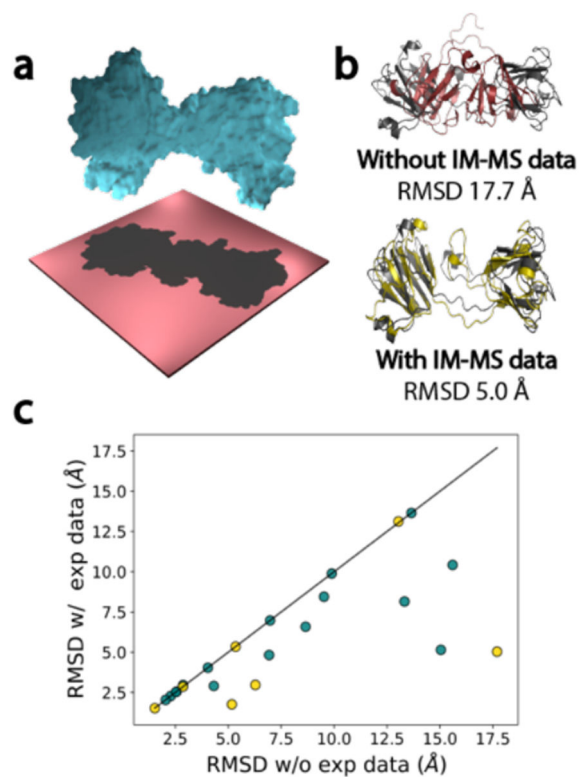 a
b
Without IM-MS data
RMSD 17.7 Å
With IM-MS data
RMSD 5.0 Å
c
RMSD w/ exp data (Å)
17.5
15.0
12.5
10.0
7.5
5.0
2.5
2.5 5.0 7.5 10.0 12.5 15.0 17.5
RMSD w/o exp data (Å)